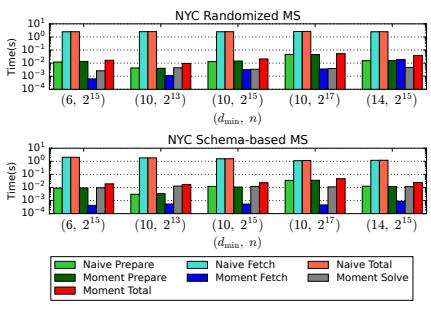 NYC Randomized MS
10^1
10^0
10^-1
10^-2
10^-3
10^-4
Time(s)
(6, 2^15) (10, 2^13) (10, 2^15) (10, 2^17) (14, 2^15)
(d_min, n)
NYC Schema-based MS
10^1
10^0
10^-1
10^-2
10^-3
10^-4
Time(s)
(6, 2^15) (10, 2^13) (10, 2^15) (10, 2^17) (14, 2^15)
(d_min, n)
Naive Prepare Naive Fetch Naive Total
Moment Prepare Moment Fetch Moment Solve
Moment Total